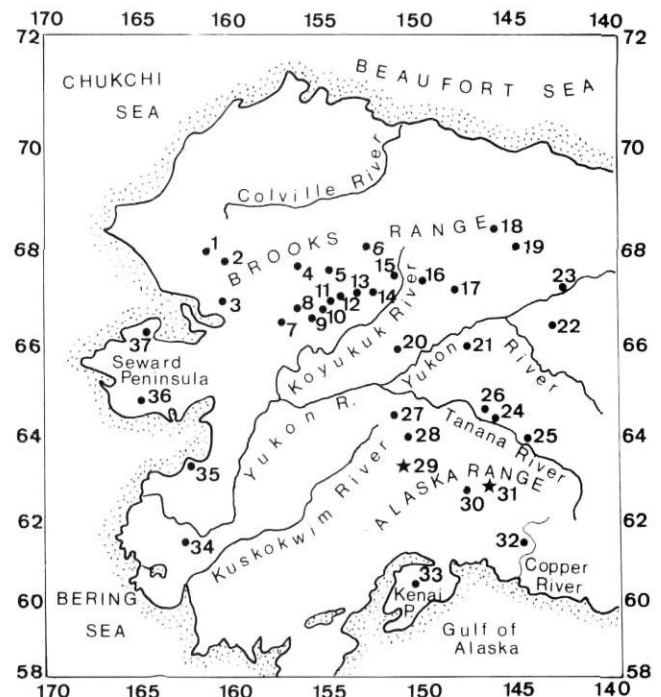 170 165 160 155 150 145 140
72 72
CHUKCHI SEA
BEAUFORT SEA
70 70
Colville River
BROOKS RANGE
1
2
3
4
5
6
15
18
19
68 68
16
17
23
13
14
11
12
8
10
7
9
22
Koyukuk River
37
66 66
20
21
Seward Peninsula
36
Yukon River
26
24
27
28
25
Tanana River
64 64
Yukon R.
35
29
31
30
ALASKA RANGE
Kuskokwim River
62 62
34
32
33
Kenai P.
Copper River
60 60
BERING SEA
Gulf of Alaska
58 58
170 165 160 155 150 145 140